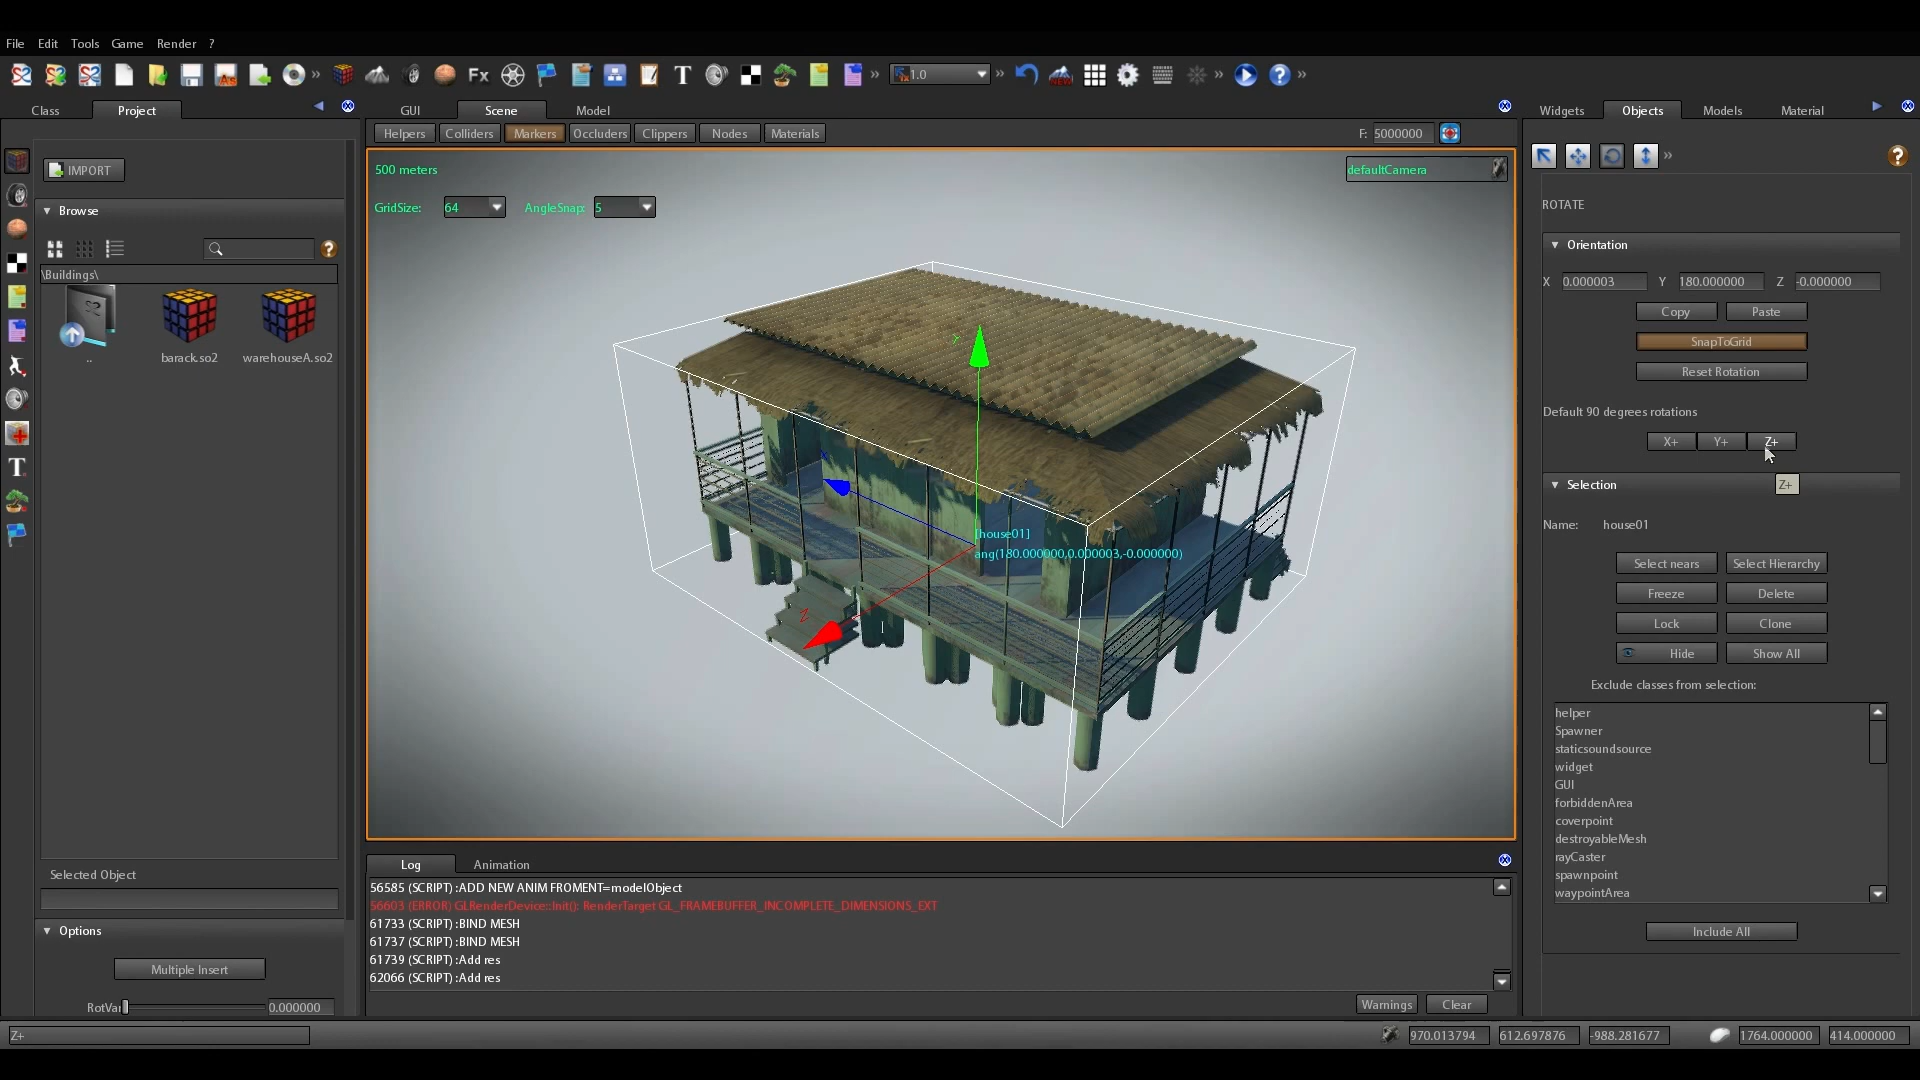 File Edit Tools Game Render ?
Fx T 1.0
Class Project
GUI Scene Model
Widgets Objects Models Material
Helpers Colliders Markers Occluders Clippers Nodes Materials F: 5000000
IMPORT
Browse
\Buildings\
.. barack.so2 warehouseA.so2
Selected Object
Options
Multiple Insert
RotVar 0.000000
500 meters
defaultCamera
GridSize: 64 AngleSnap: 5
Y
X
Z
[house01]
ang(180.000000,0.000003,-0.000000)
Log Animation
56585 (SCRIPT) :ADD NEW ANIM FROMENT=modelObject
56603 (ERROR) GLRenderDevice::Init(): RenderTarget GL_FRAMEBUFFER_INCOMPLETE_DIMENSIONS_EXT
61733 (SCRIPT) :BIND MESH
61737 (SCRIPT) :BIND MESH
61739 (SCRIPT) :Add res
62066 (SCRIPT) :Add res
Warnings Clear
ROTATE
Orientation
X 0.000003 Y 180.000000 Z -0.000000
Copy Paste
SnapToGrid
Reset Rotation
Default 90 degrees rotations
X+ Y+ Z+
Selection
Z+
Name: house01
Select nears Select Hierarchy
Freeze Delete
Lock Clone
Hide Show All
Exclude classes from selection:
helper
Spawner
staticsoundsource
widget
GUI
forbiddenArea
coverpoint
destroyableMesh
rayCaster
spawnpoint
waypointArea
Include All
Z+
970.013794 612.697876 -988.281677 1764.000000 414.000000